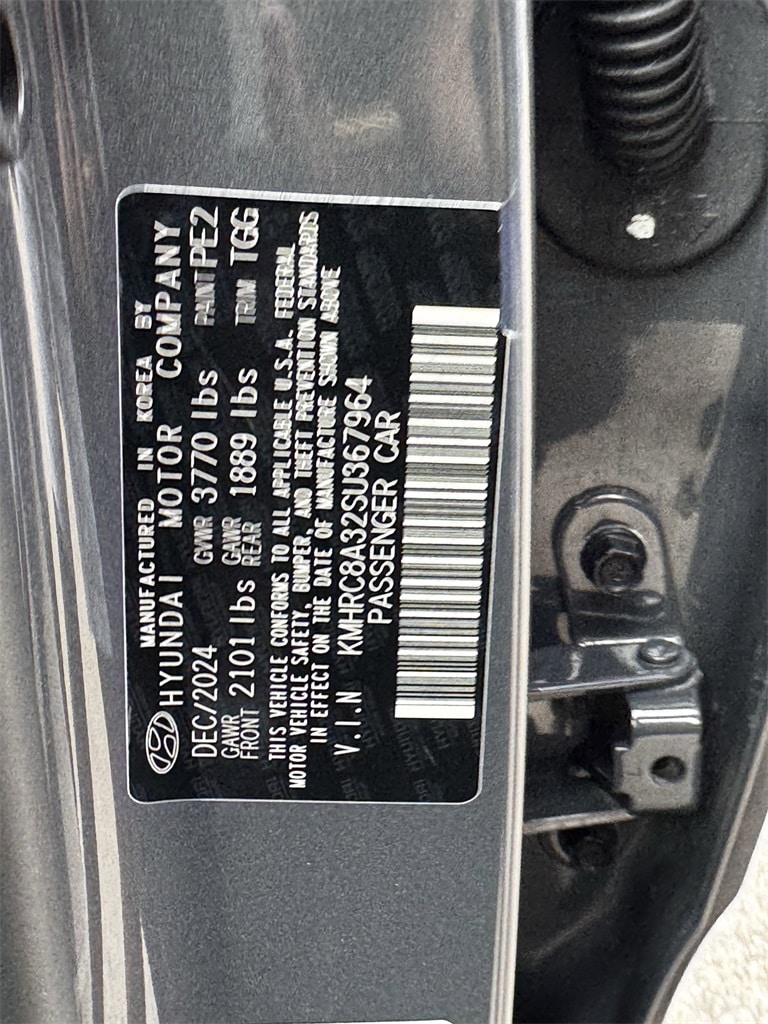 MANUFACTURED IN KOREA BY
HYUNDAI MOTOR COMPANY
DEC/2024 GVWR 3770 lbs PAINT PE2
GAWR FRONT 2101 lbs GAWR REAR 1889 lbs TRIM TGG
THIS VEHICLE CONFORMS TO ALL APPLICABLE U.S.A. FEDERAL
MOTOR VEHICLE SAFETY, BUMPER, AND THEFT PREVENTION STANDARDS
IN EFFECT ON THE DATE OF MANUFACTURE SHOWN ABOVE
V.I.N KMHRC8A32SU367964
PASSENGER CAR
L